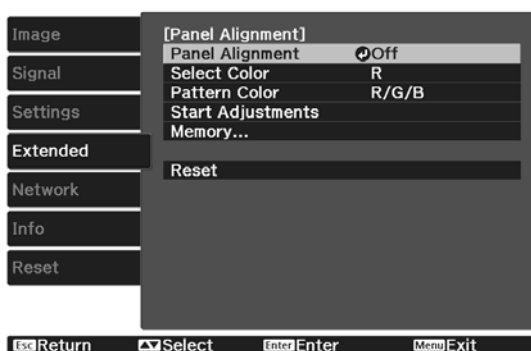 Image
Signal
Settings
Extended
Network
Info
Reset
[Panel Alignment]
Panel Alignment Off
Select Color R
Pattern Color R/G/B
Start Adjustments
Memory...
Reset
Esc Return Select Enter Enter Menu Exit